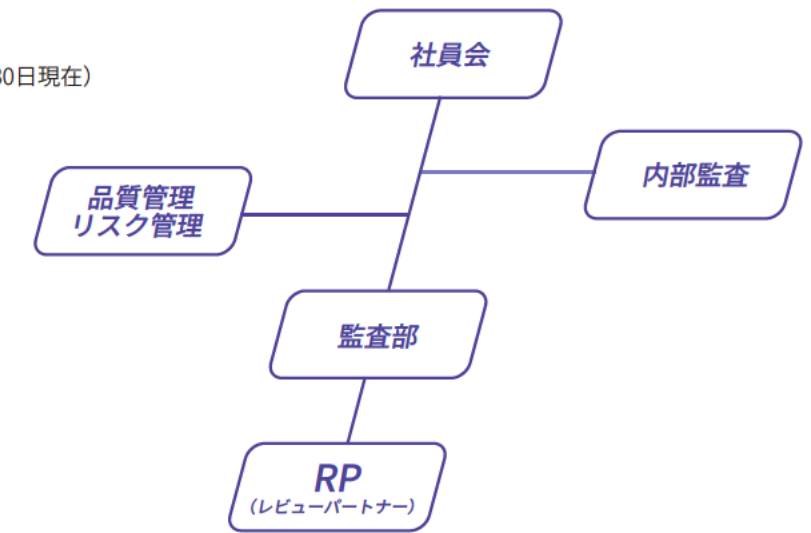 社員会
0日現在）
内部監査
品質管理
リスク管理
監査部
RP
（レビューパートナー）